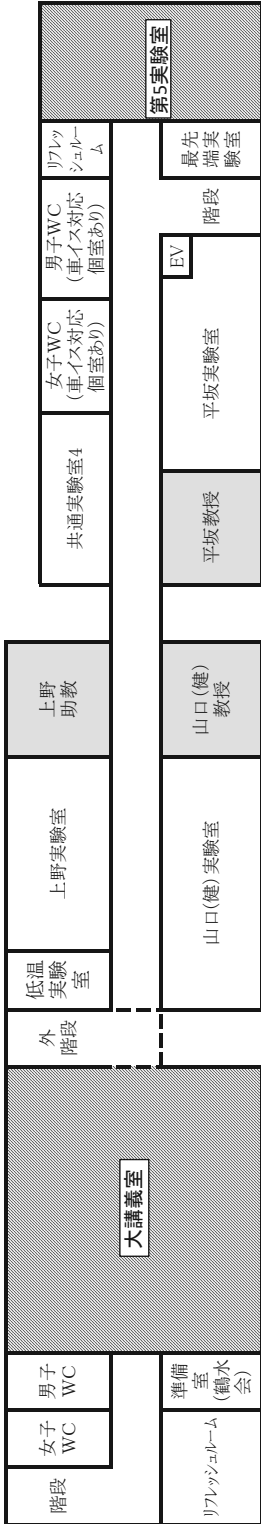 階段
女子
WC
男子
WC
リフレッシュルーム
準備
室
(鶴水
会)
大講義室
外
階段
低温
実験
室
上野実験室
上野
助教
山口(健)実験室
山口(健)
教授
共通実験室4
女子WC
(車イス対応
個室あり)
男子WC
(車イス対応
個室あり)
リフレッ
シュルー
ム
平坂教授
平坂実験室
EV
階段
最先
端実
験室
第5実験室